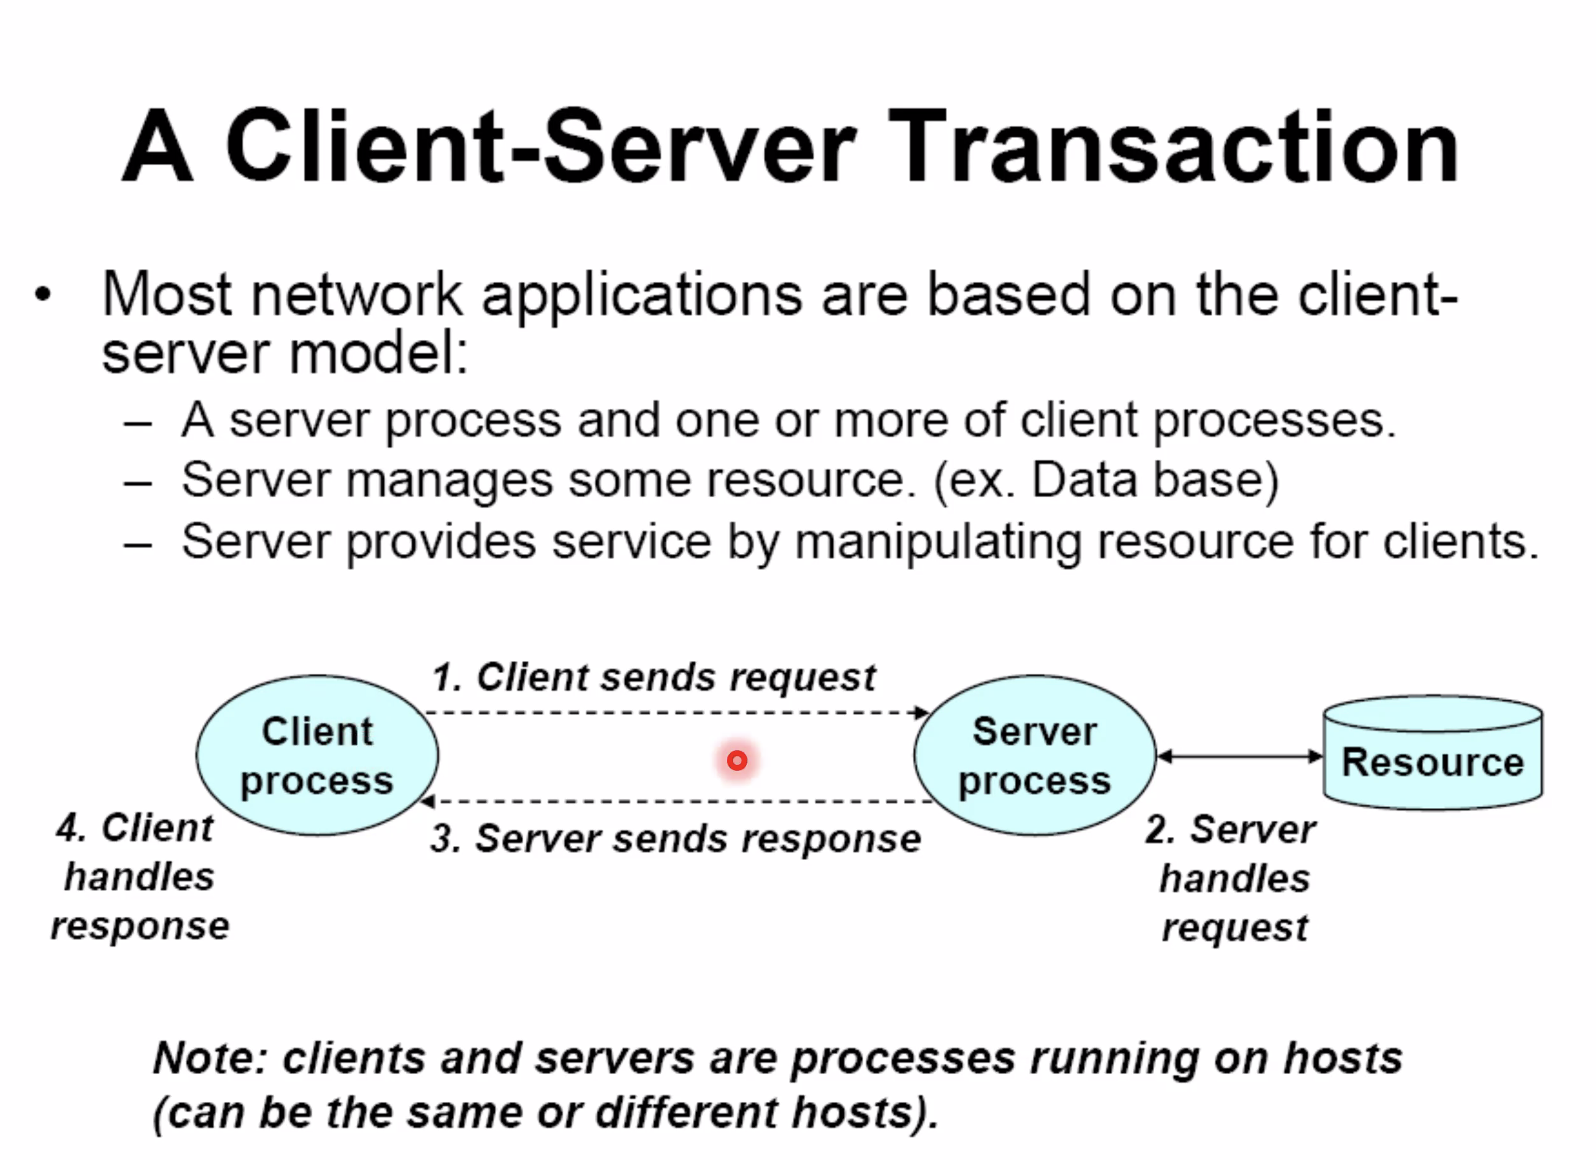 A Client-Server Transaction
• Most network applications are based on the client-
server model:
– A server process and one or more of client processes.
– Server manages some resource. (ex. Data base)
– Server provides service by manipulating resource for clients.
1. Client sends request
Client
process
Server
process
Resource
3. Server sends response
4. Client
handles
response
2. Server
handles
request
Note: clients and servers are processes running on hosts
(can be the same or different hosts).